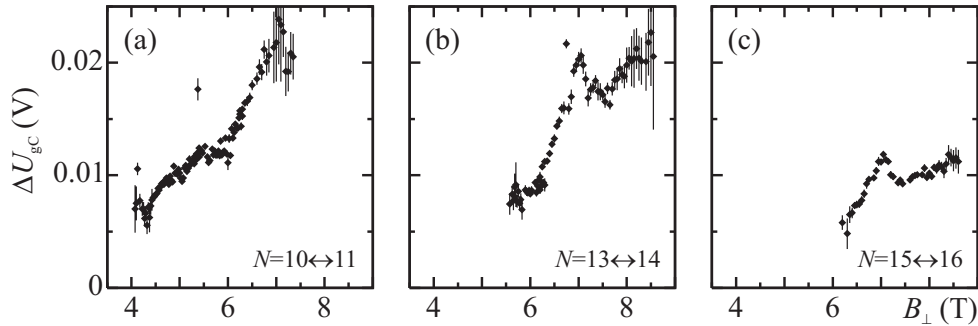 (a) (b) (c)
0.02
0.01
0
ΔU_gC (V)
N=10↔11 N=13↔14 N=15↔16
4 6 8 4 6 8 4 6 8 B⊥ (T)